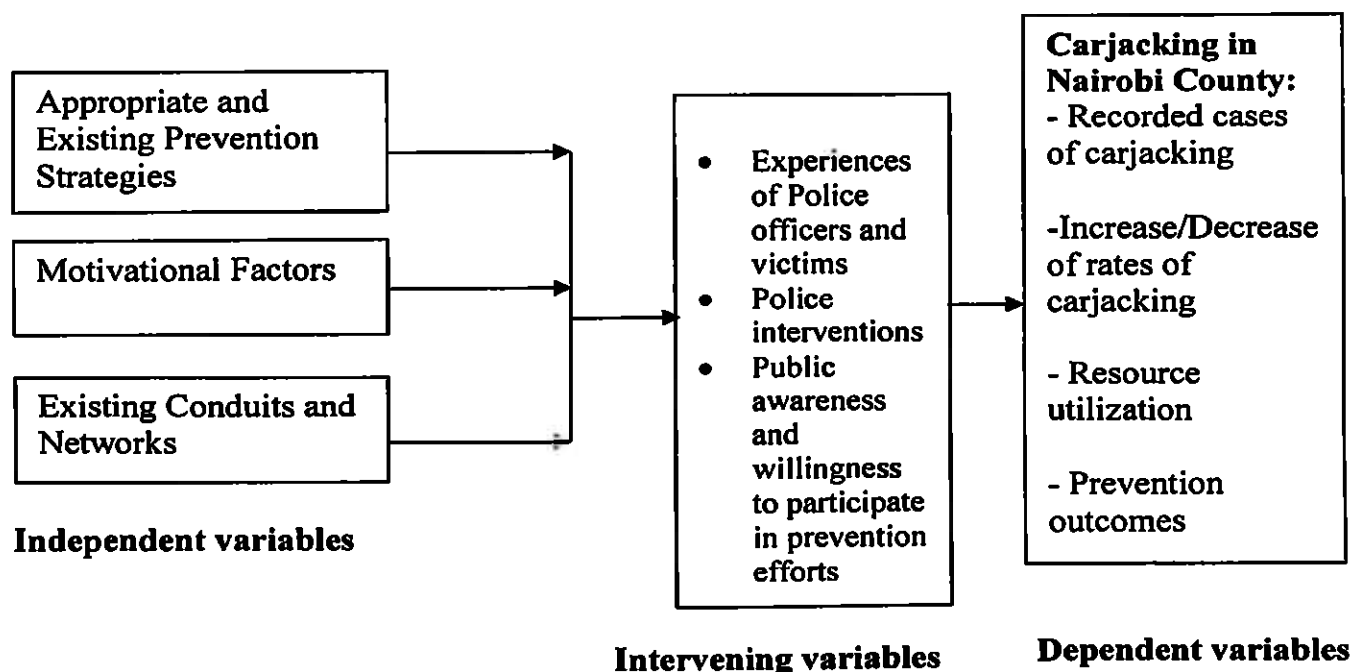 Appropriate and
Existing Prevention
Strategies
Motivational Factors
Existing Conduits and
Networks
Independent variables
• Experiences
of Police
officers and
victims
• Police
interventions
• Public
awareness
and
willingness
to participate
in prevention
efforts
Intervening variables
Carjacking in
Nairobi County:
- Recorded cases
of carjacking
-Increase/Decrease
of rates of
carjacking
- Resource
utilization
- Prevention
outcomes
Dependent variables